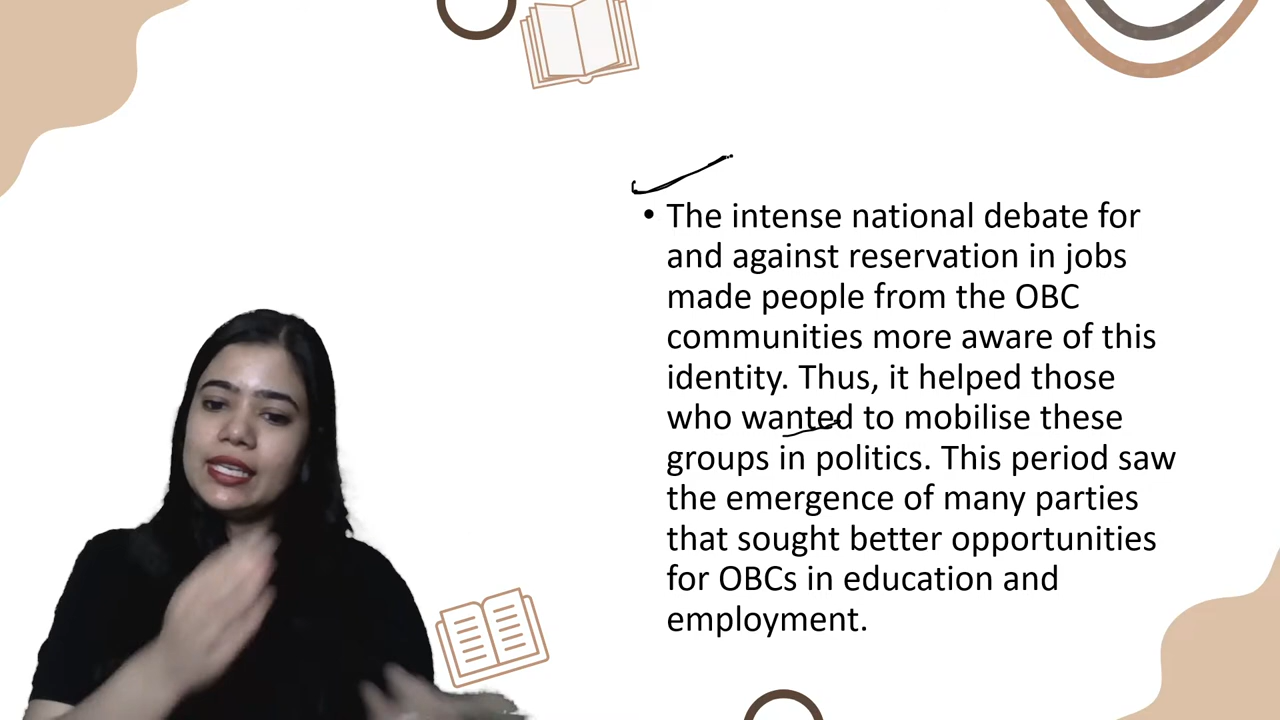 • The intense national debate for
and against reservation in jobs
made people from the OBC
communities more aware of this
identity. Thus, it helped those
who wanted to mobilise these
groups in politics. This period saw
the emergence of many parties
that sought better opportunities
for OBCs in education and
employment.